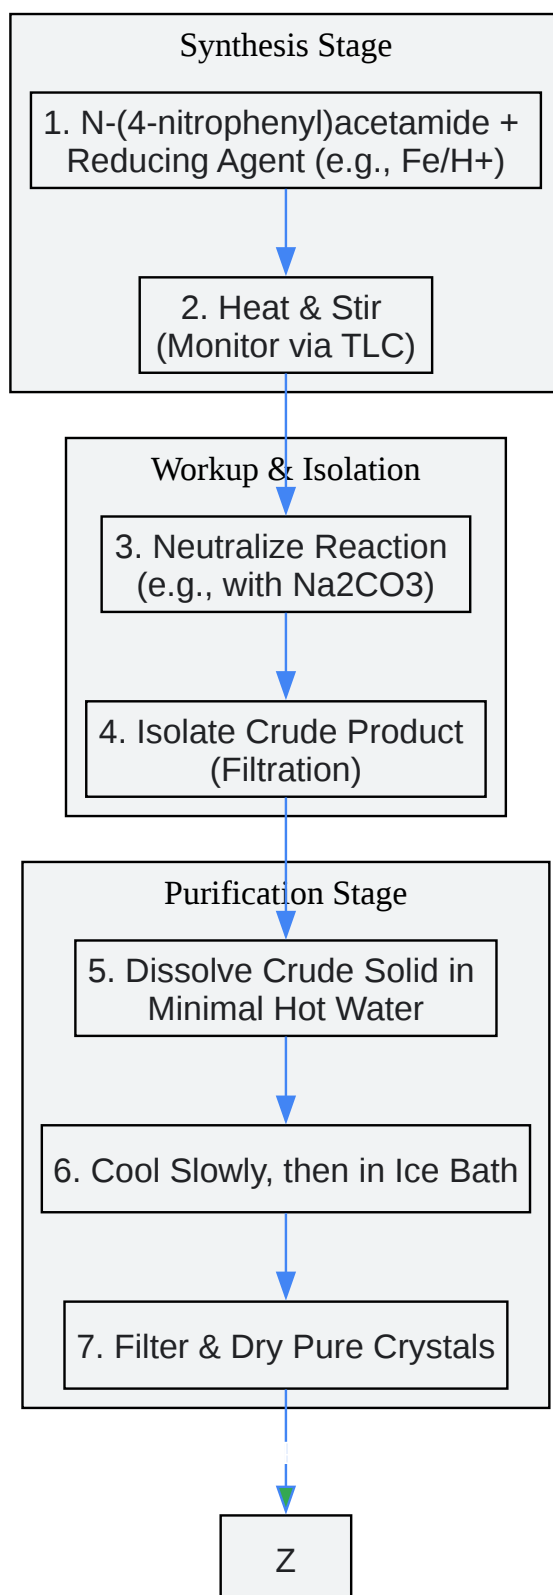 Synthesis Stage
1. N-(4-nitrophenyl)acetamide +
Reducing Agent (e.g., Fe/H+)
2. Heat & Stir
(Monitor via TLC)
Workup & Isolation
3. Neutralize Reaction
(e.g., with Na2CO3)
4. Isolate Crude Product
(Filtration)
Purification Stage
5. Dissolve Crude Solid in
Minimal Hot Water
6. Cool Slowly, then in Ice Bath
7. Filter & Dry Pure Crystals
Z